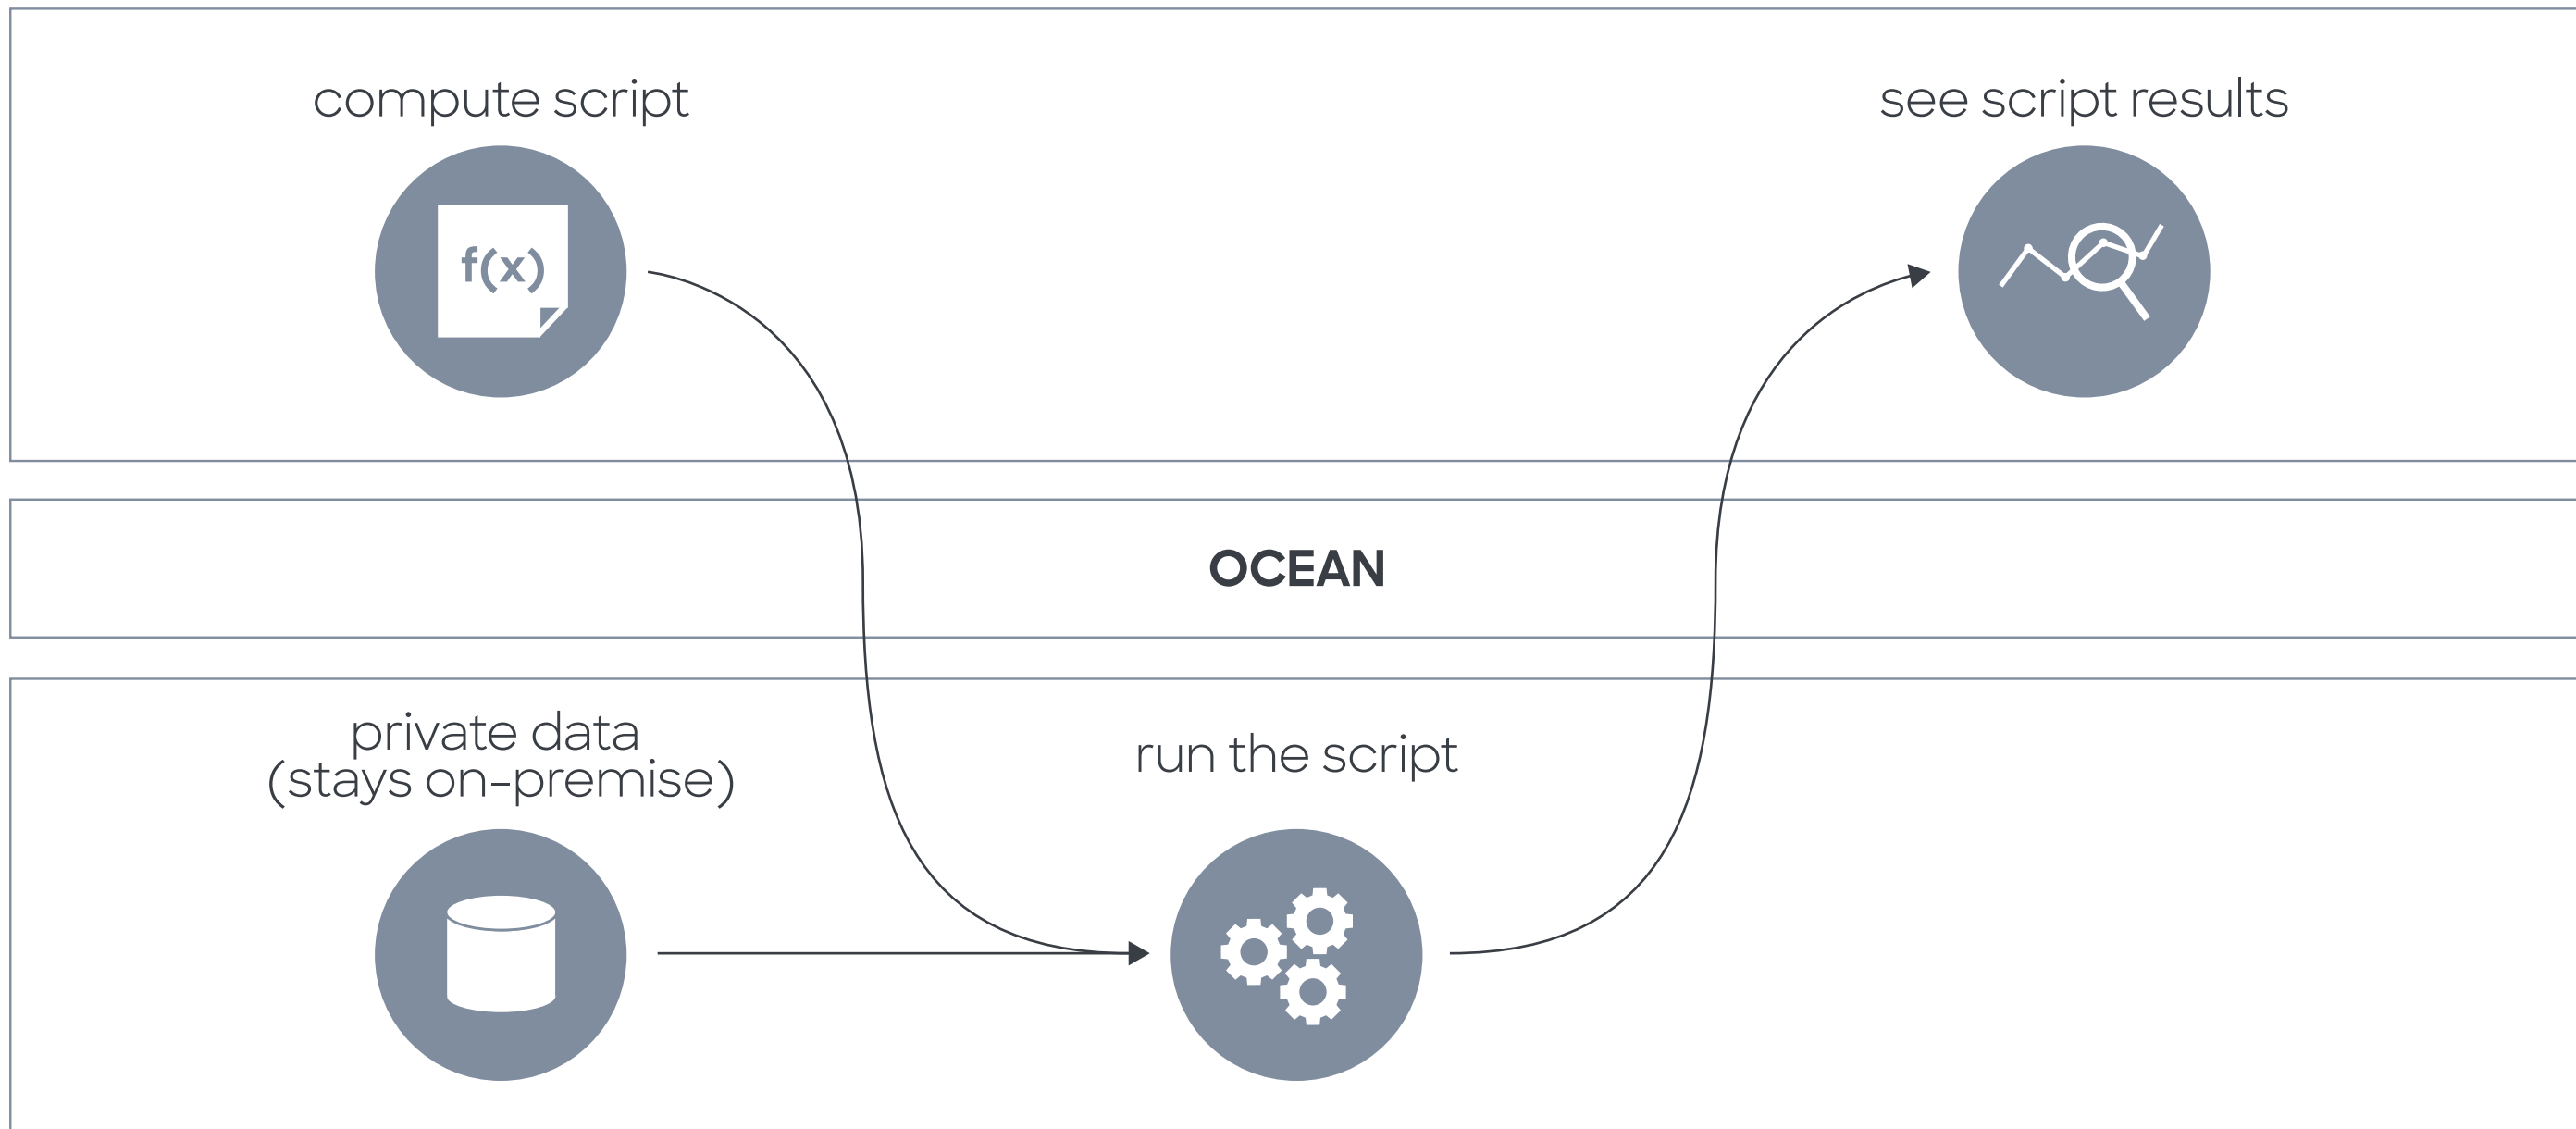 compute script
see script results
f(x)
OCEAN
private data
(stays on-premise)
run the script